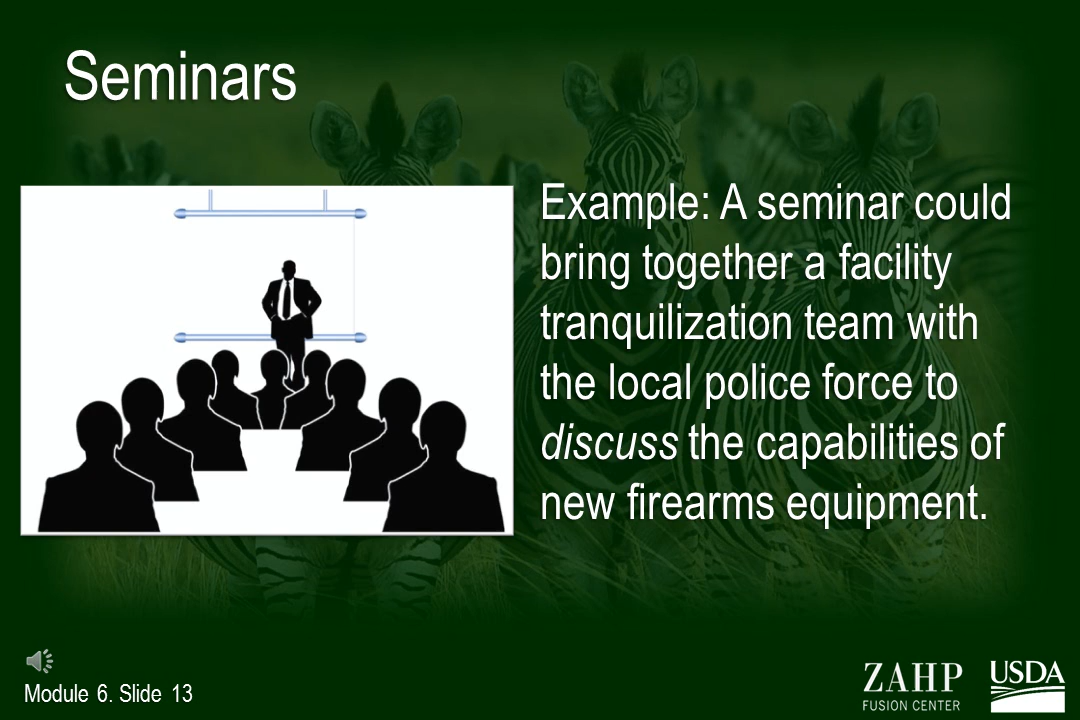 Seminars
Example: A seminar could
bring together a facility
tranquilization team with
the local police force to
discuss the capabilities of
new firearms equipment.
Module 6. Slide 13
ZAHP
FUSION CENTER
USDA